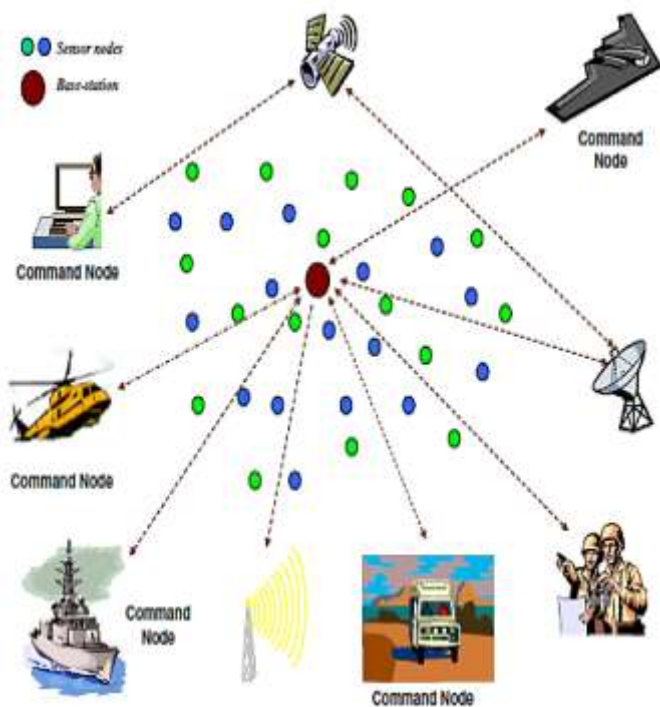 Sensor nodes
Base-station
Command
Node
Command Node
Command Node
Command
Node
Command Node